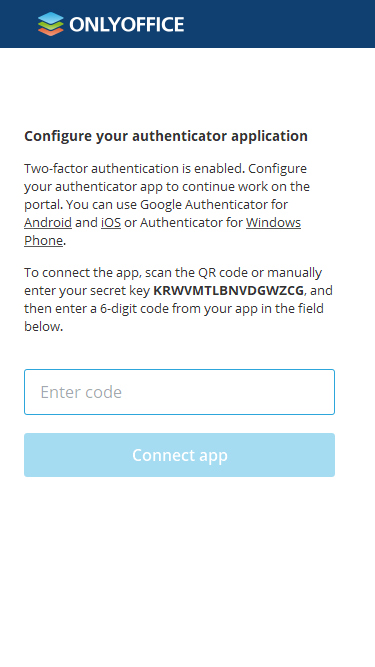 ONLYOFFICE
Configure your authenticator application
Two-factor authentication is enabled. Configure
your authenticator app to continue work on the
portal. You can use Google Authenticator for
Android and iOS or Authenticator for Windows
Phone.
To connect the app, scan the QR code or manually
enter your secret key KRWVMTLBNVDGWZCG, and
then enter a 6-digit code from your app in the field
below.
Enter code
Connect app